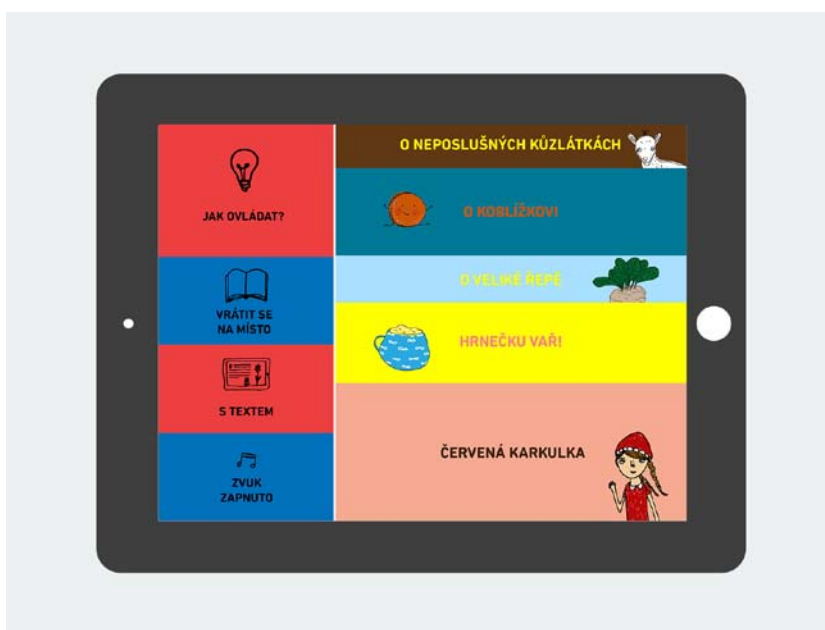 JAK OVLÁDAT?
VRÁTIT SE
NA MÍSTO
S TEXTEM
ZVUK
ZAPNUTO
O NEPOSLUŠNÝCH KŮZLÁTKÁCH
O KOBLÍŽKOVI
O VELIKÉ ŘEPĚ
HRNEČKU VAŘ!
ČERVENÁ KARKULKA